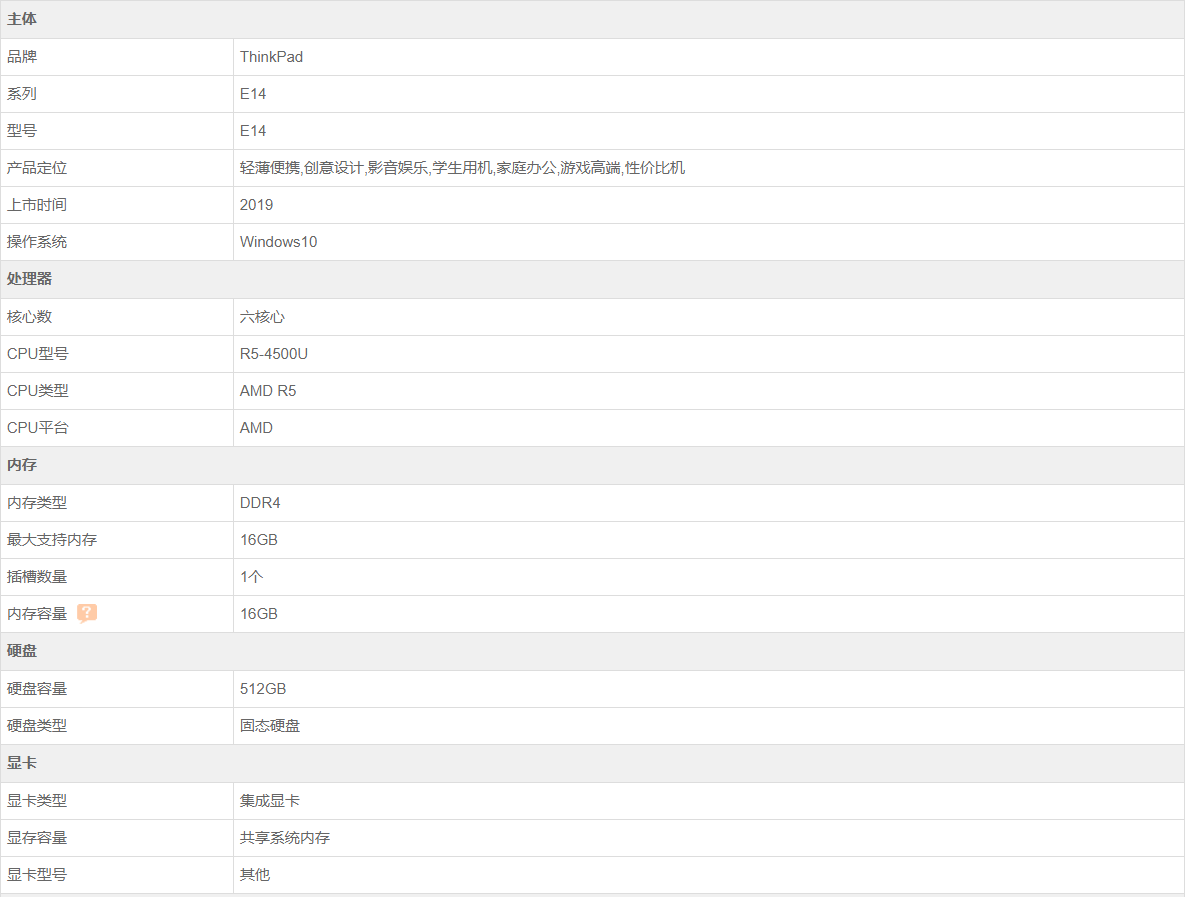 主体
品牌 ThinkPad
系列 E14
型号 E14
产品定位 轻薄便携,创意设计,影音娱乐,学生用机,家庭办公,游戏高端,性价比机
上市时间 2019
操作系统 Windows10
处理器
核心数 六核心
CPU型号 R5-4500U
CPU类型 AMD R5
CPU平台 AMD
内存
内存类型 DDR4
最大支持内存 16GB
插槽数量 1个
内存容量 ? 16GB
硬盘
硬盘容量 512GB
硬盘类型 固态硬盘
显卡
显卡类型 集成显卡
显存容量 共享系统内存
显卡型号 其他